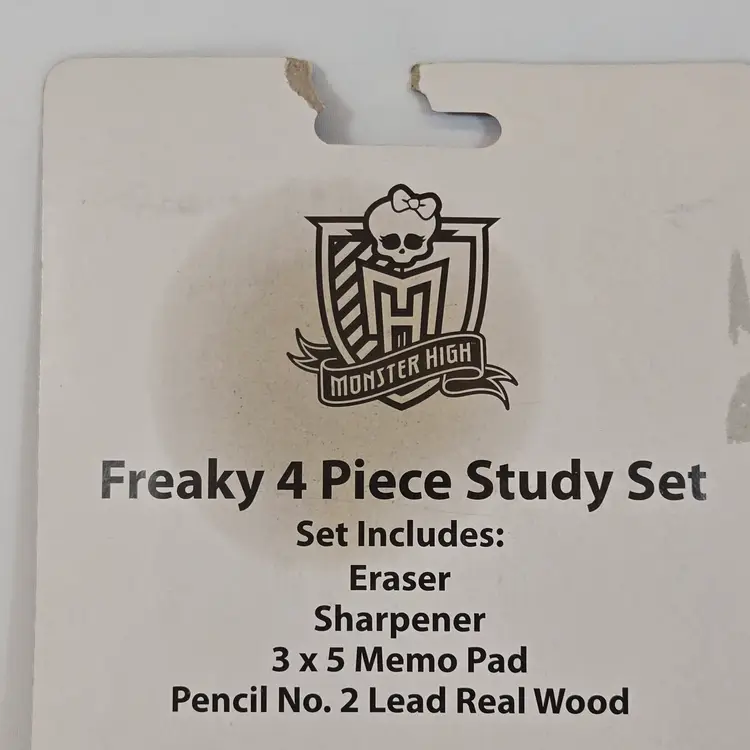 MONSTER HIGH
Freaky 4 Piece Study Set
Set Includes:
Eraser
Sharpener
3 x 5 Memo Pad
Pencil No. 2 Lead Real Wood